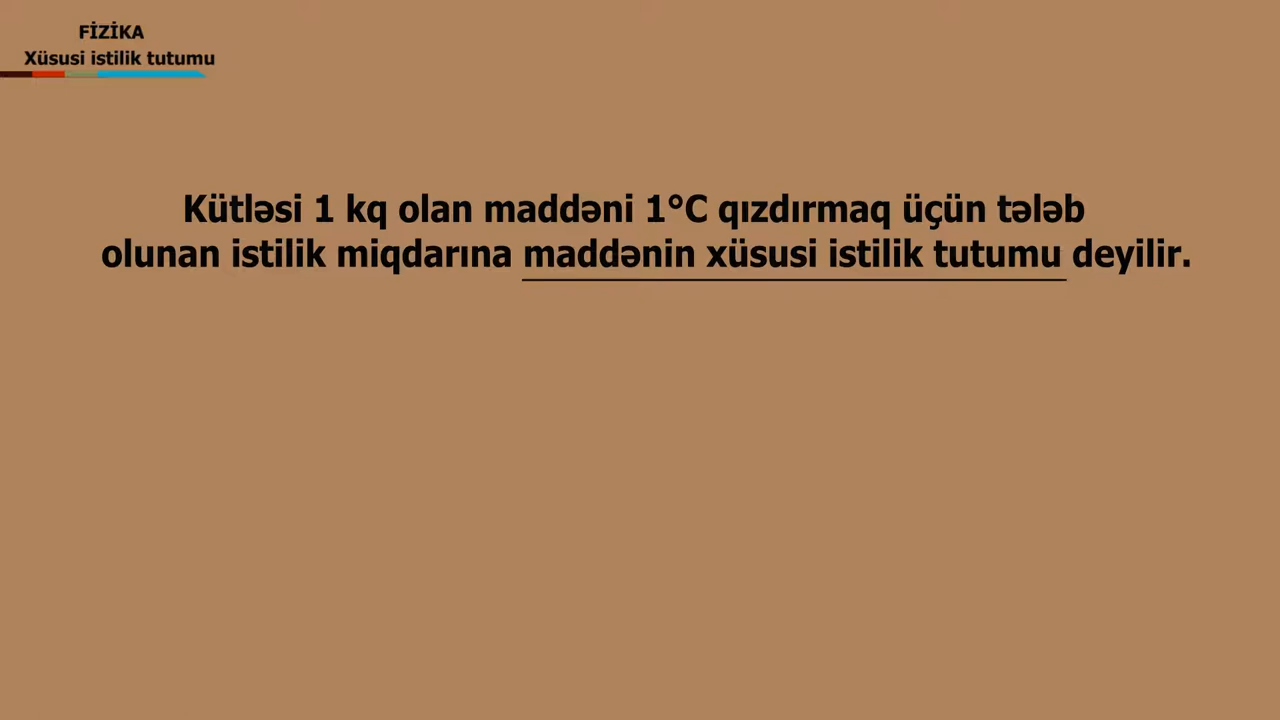 FİZİKA
Xüsusi istilik tutumu
Kütləsi 1 kq olan maddəni 1°C qızdırmaq üçün tələb
olunan istilik miqdarına maddənin xüsusi istilik tutumu deyilir.